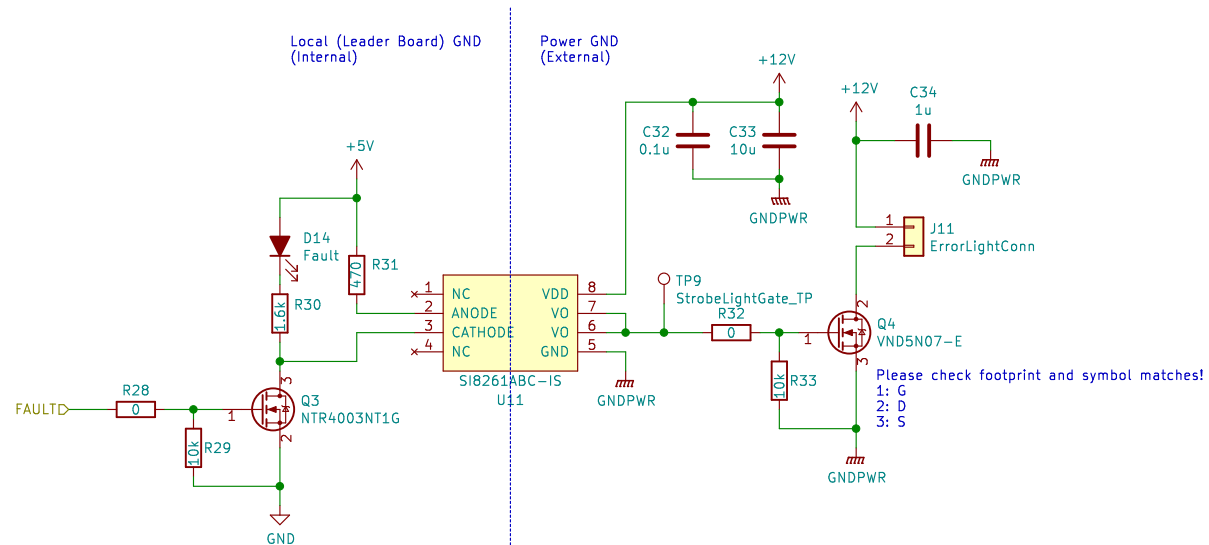 Local (Leader Board) GND
(Internal)
Power GND
(External)
+12V
+12V
C34
1u
C32
0.1u
C33
10u
GNDPWR
GNDPWR
+5V
D14
Fault
R31
470
R30
1.6k
1 NC
2 ANODE
3 CATHODE
4 NC
VDD 8
VO 7
VO 6
GND 5
SI8261ABC-IS
U11
GNDPWR
TP9
StrobeLightGate_TP
R32
0
R33
10k
1
2
J11
ErrorLightConn
2
Q4
VND5N07-E
1
3
Please check footprint and symbol matches!
1: G
2: D
3: S
GNDPWR
FAULT
R28
0
R29
10k
3
Q3
NTR4003NT1G
1
2
GND